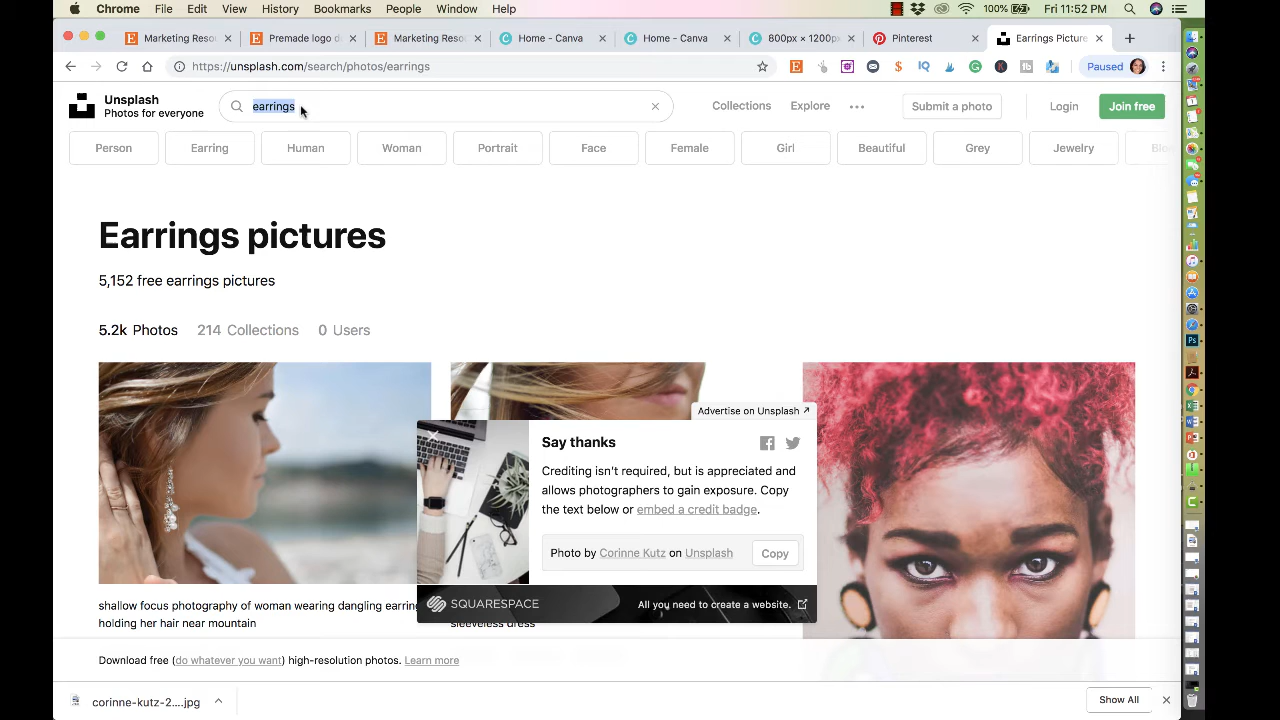 Chrome File Edit View History Bookmarks People Window Help 100% Fri 11:52 PM
Marketing Reso Premade logo d Marketing Reso Home - Canva Home - Canva 800px × 1200p Pinterest Earrings Picture
https://unsplash.com/search/photos/earrings Paused
Unsplash
Photos for everyone
earrings
Collections Explore Submit a photo Login Join free
Person Earring Human Woman Portrait Face Female Girl Beautiful Grey Jewelry
Earrings pictures
5,152 free earrings pictures
5.2k Photos 214 Collections 0 Users
Advertise on Unsplash
Say thanks
Crediting isn't required, but is appreciated and
allows photographers to gain exposure. Copy
the text below or embed a credit badge.
Photo by Corinne Kutz on Unsplash Copy
SQUARESPACE All you need to create a website.
shallow focus photography of woman wearing dangling earring
holding her hair near mountain
sleeveless dress
Download free (do whatever you want) high-resolution photos. Learn more
corinne-kutz-2....jpg Show All